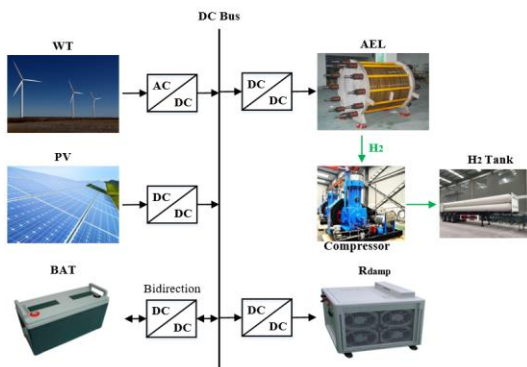 DC Bus
WT
AC
DC
DC
DC
AEL
H2
PV
DC
DC
Compressor
H2 Tank
BAT
Bidirection
DC
DC
DC
DC
Rdamp